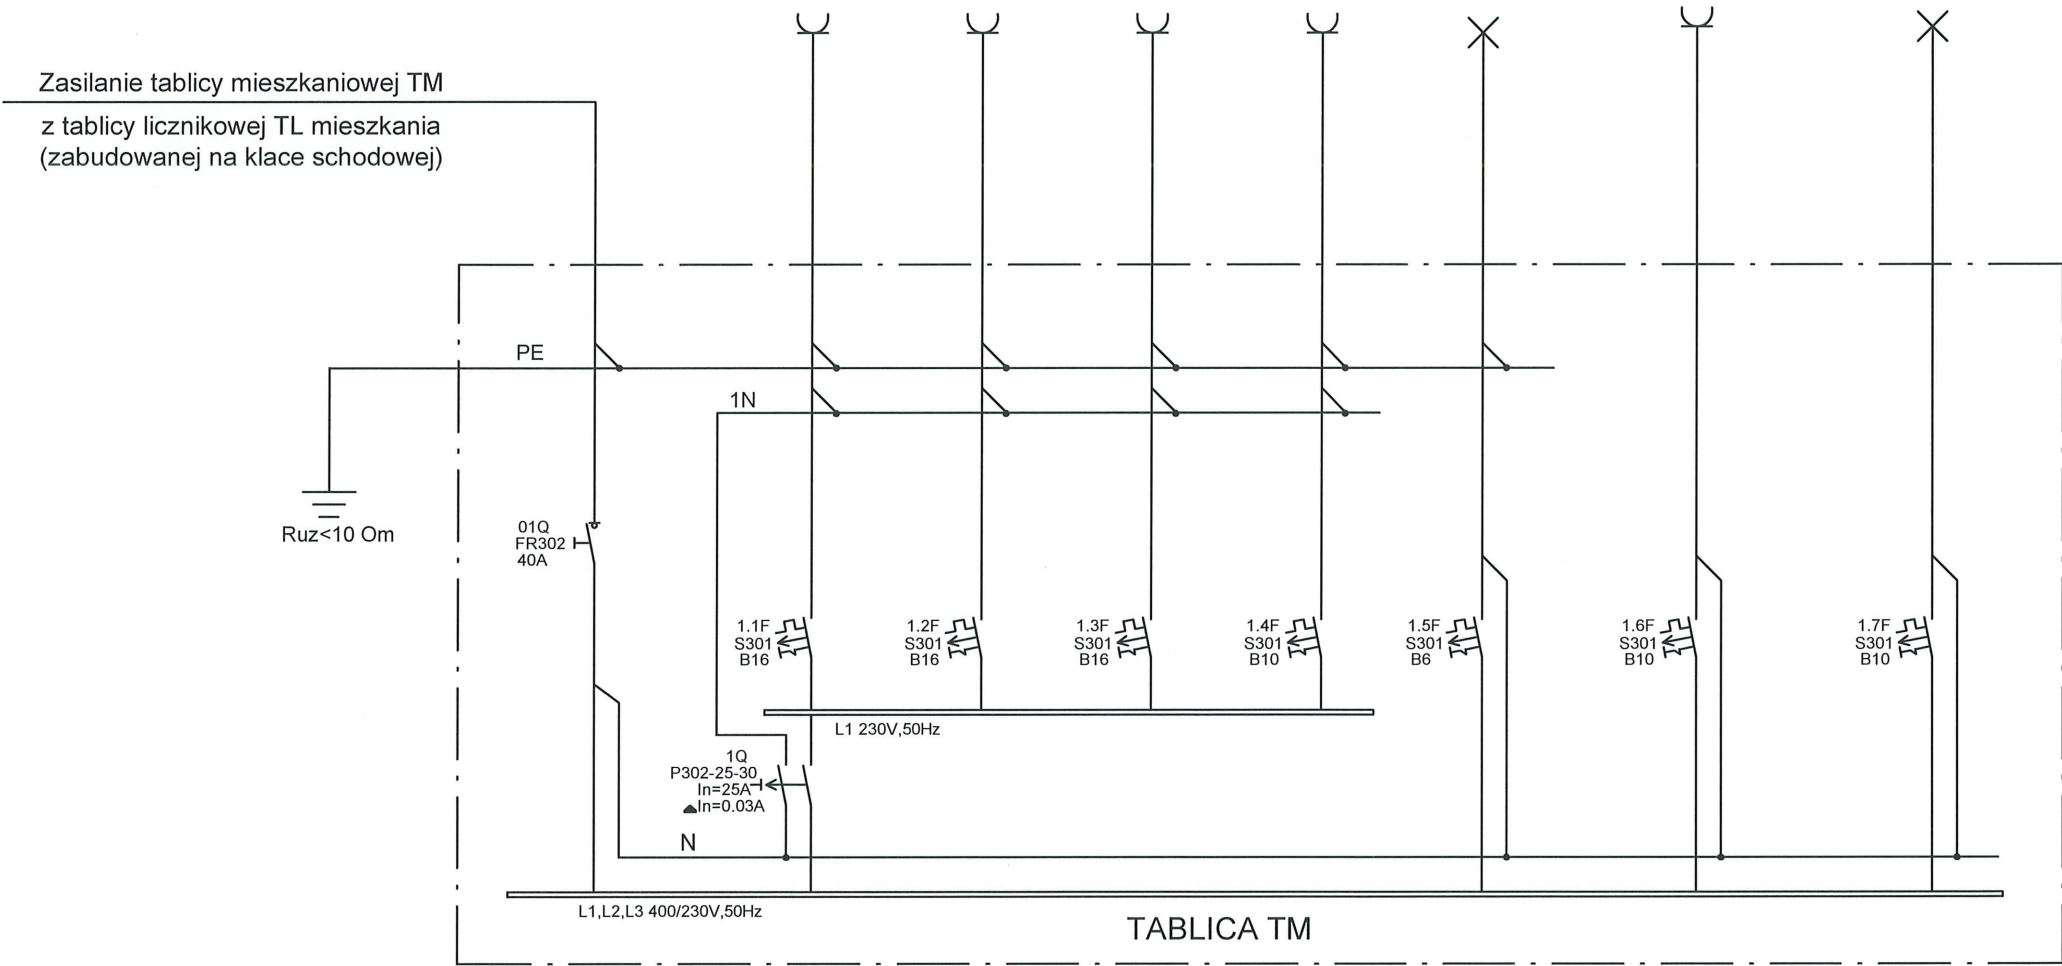 Zasilanie tablicy mieszkaniowej TM
z tablicy licznikowej TL mieszkania
(zabudowanej na klace schodowej)
PE
1N
Ruz<10 Om
01Q
FR302
40A
1.1F
S301
B16
1.2F
S301
B16
1.3F
S301
B16
1.4F
S301
B10
1.5F
S301
B6
1.6F
S301
B10
1.7F
S301
B10
L1 230V,50Hz
1Q
P302-25-30
In=25A
▲In=0.03A
N
L1,L2,L3 400/230V,50Hz
TABLICA TM